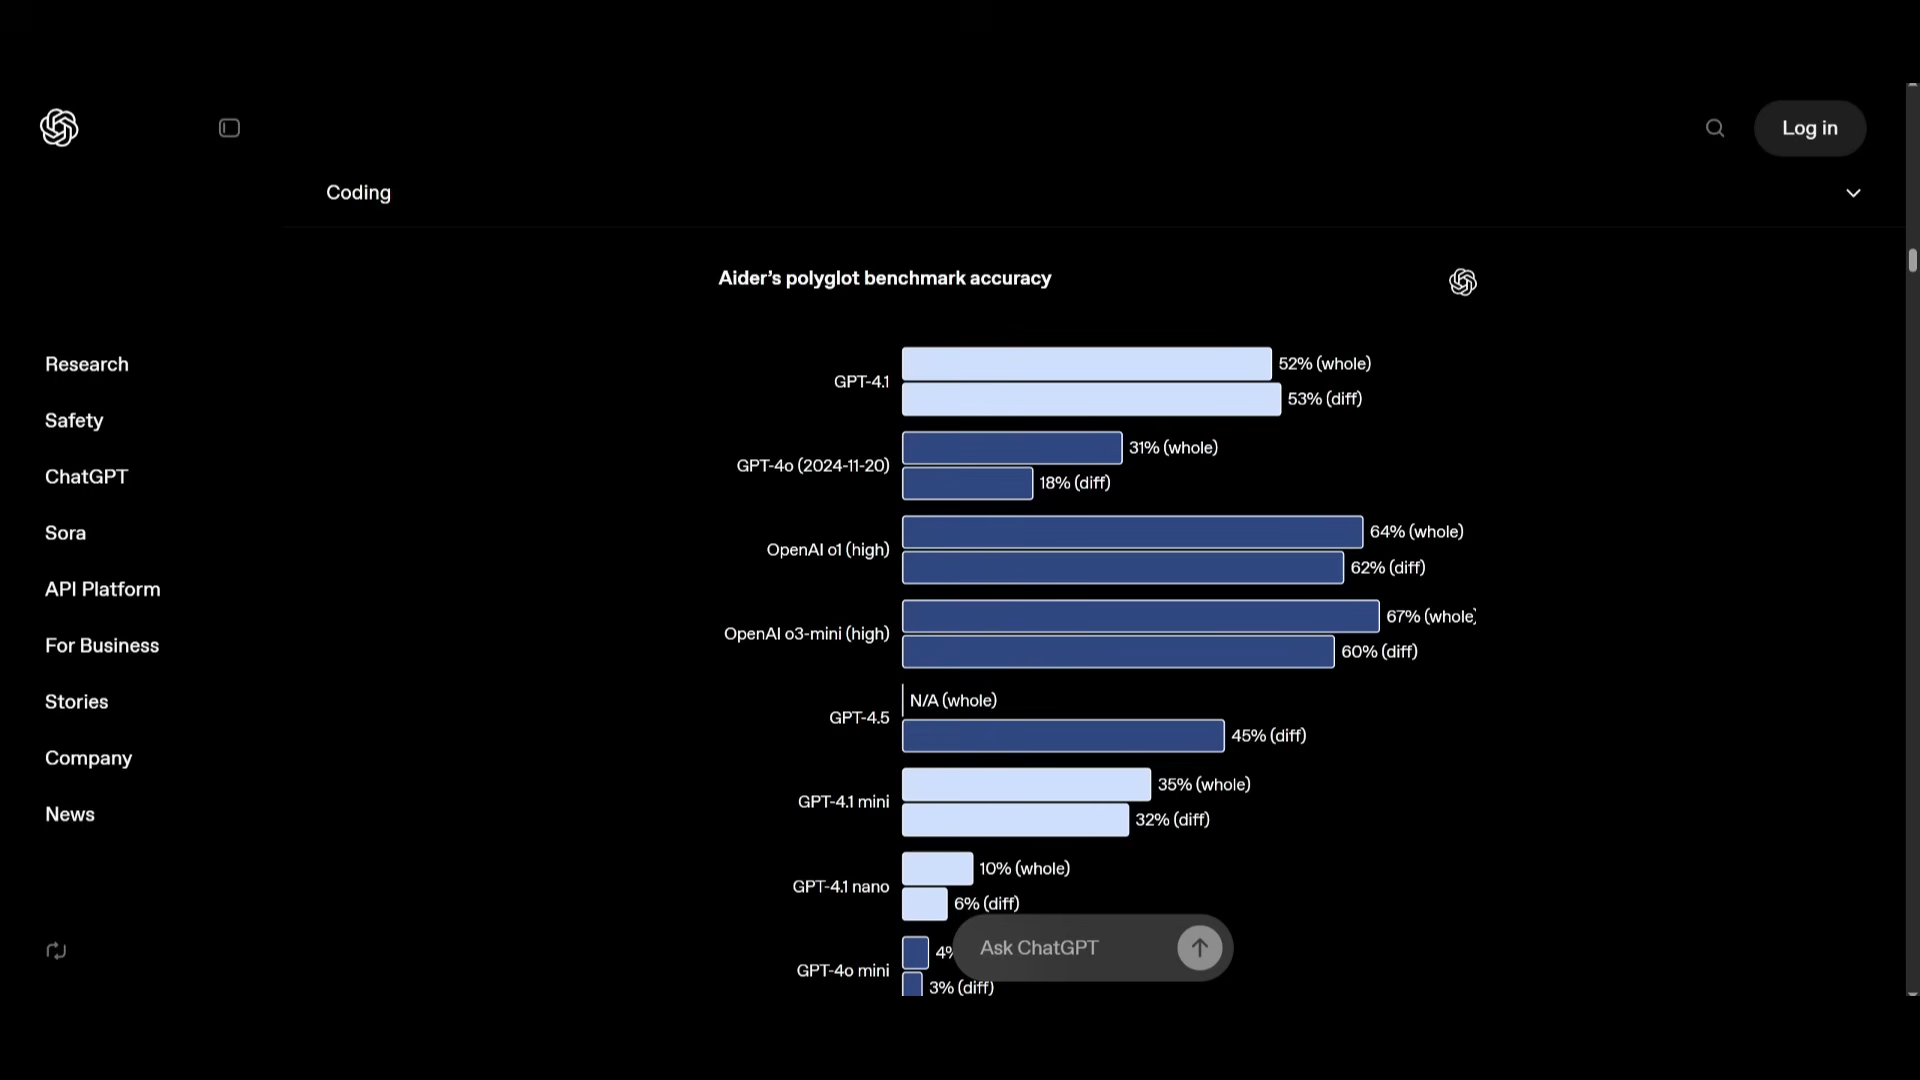 Log in
Coding
Aider's polyglot benchmark accuracy
Research
Safety
ChatGPT
Sora
API Platform
For Business
Stories
Company
News
GPT-4.1
52% (whole)
53% (diff)
GPT-4o (2024-11-20)
31% (whole)
18% (diff)
OpenAI o1 (high)
64% (whole)
62% (diff)
OpenAI o3-mini (high)
67% (whole)
60% (diff)
GPT-4.5
N/A (whole)
45% (diff)
GPT-4.1 mini
35% (whole)
32% (diff)
GPT-4.1 nano
10% (whole)
6% (diff)
GPT-4o mini
4%
3% (diff)
Ask ChatGPT